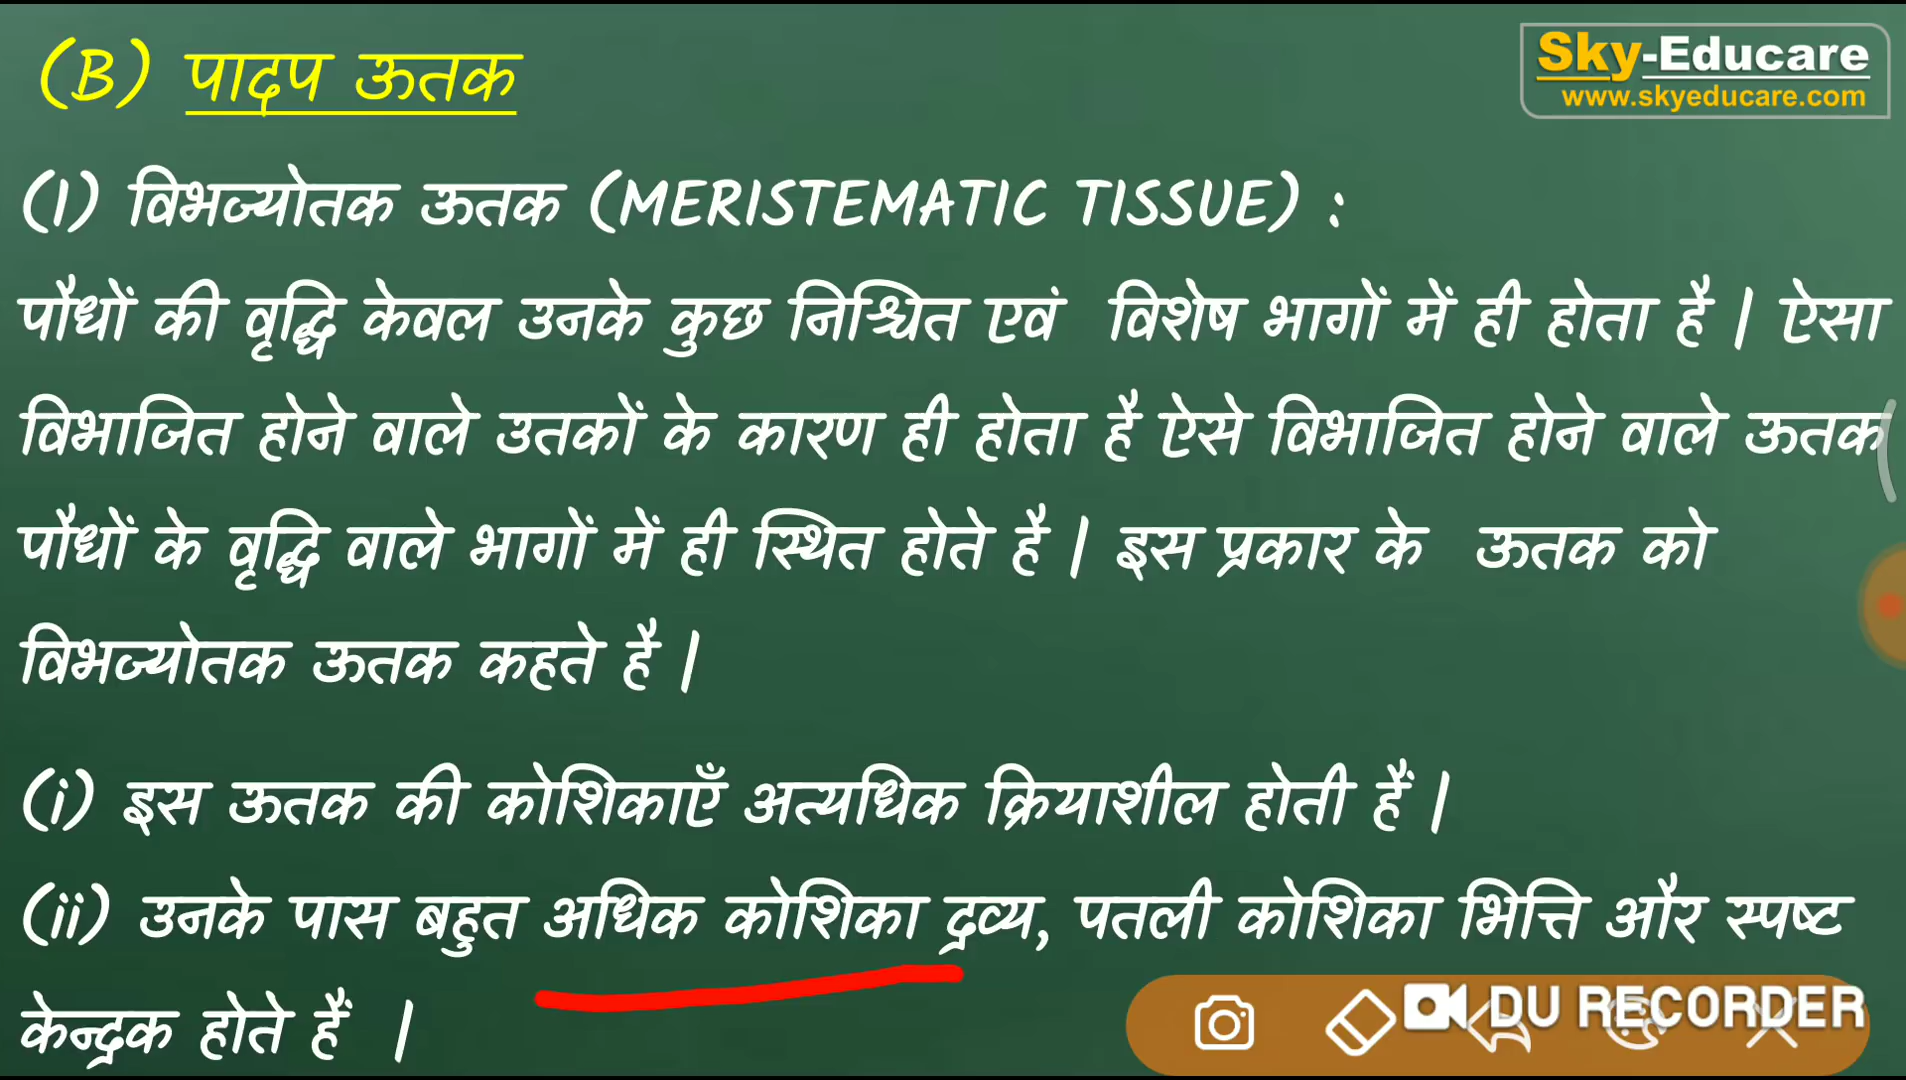 (B) पादप ऊतक
Sky-Educare
www.skyeducare.com
(I) विभज्योतक ऊतक (MERISTEMATIC TISSUE) :
पौधों की वृद्धि केवल उनके कुछ निश्चित एवं विशेष भागों में ही होता है | ऐसा
विभाजित होने वाले उतकों के कारण ही होता है ऐसे विभाजित होने वाले ऊतक
पौधों के वृद्धि वाले भागों में ही स्थित होते है | इस प्रकार के ऊतक को
विभज्योतक ऊतक कहते है |
(i) इस ऊतक की कोशिकाएँ अत्यधिक क्रियाशील होती हैं |
(ii) उनके पास बहुत अधिक कोशिका द्रव्य, पतली कोशिका भित्ति और स्पष्ट
केन्द्रक होते हैं |
DU RECORDER